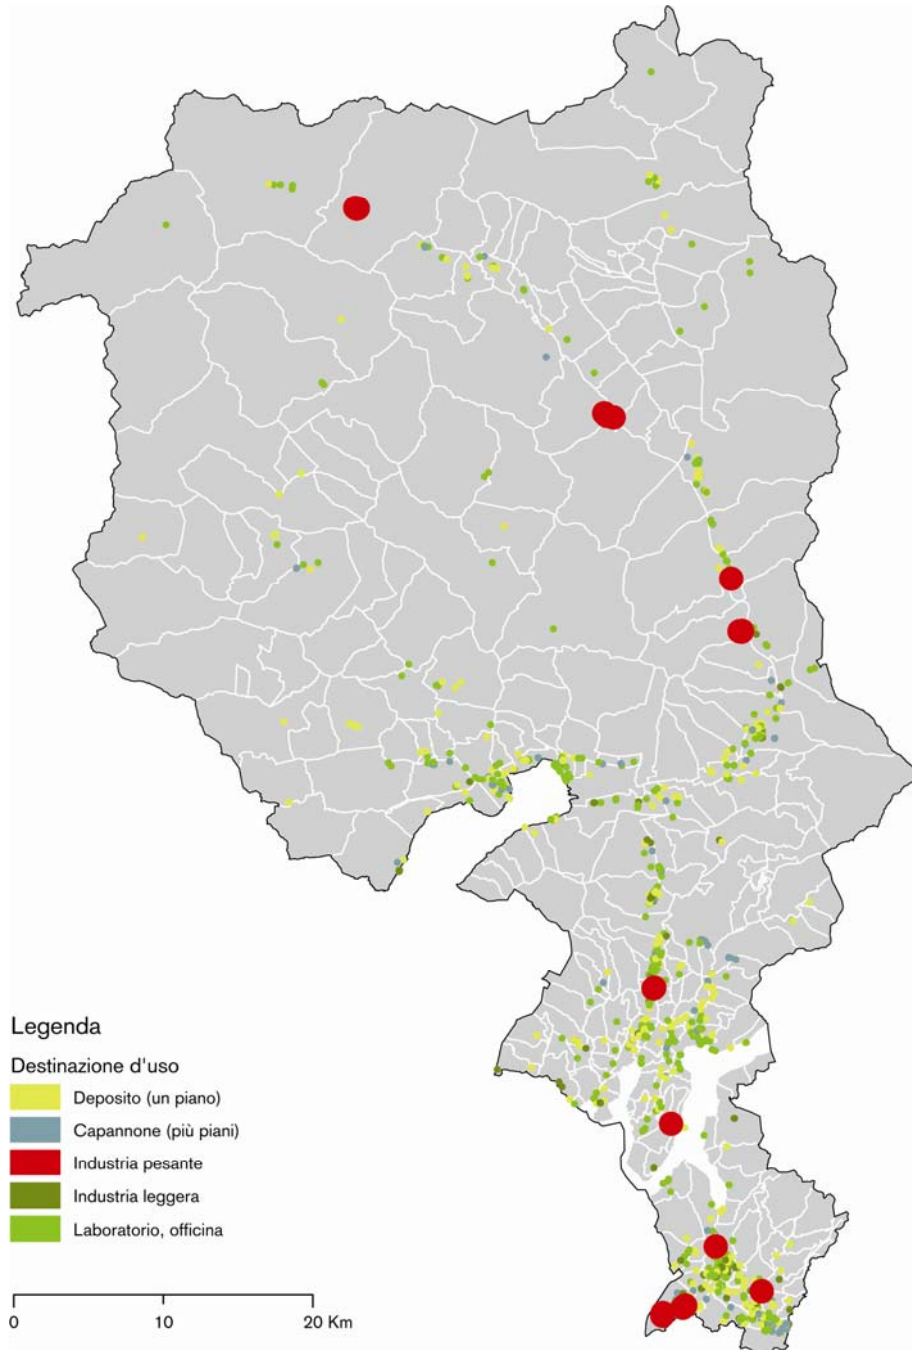 Legenda
Destinazione d'uso
Deposito (un piano)
Capannone (più piani)
Industria pesante
Industria leggera
Laboratorio, officina
0 10 20 Km